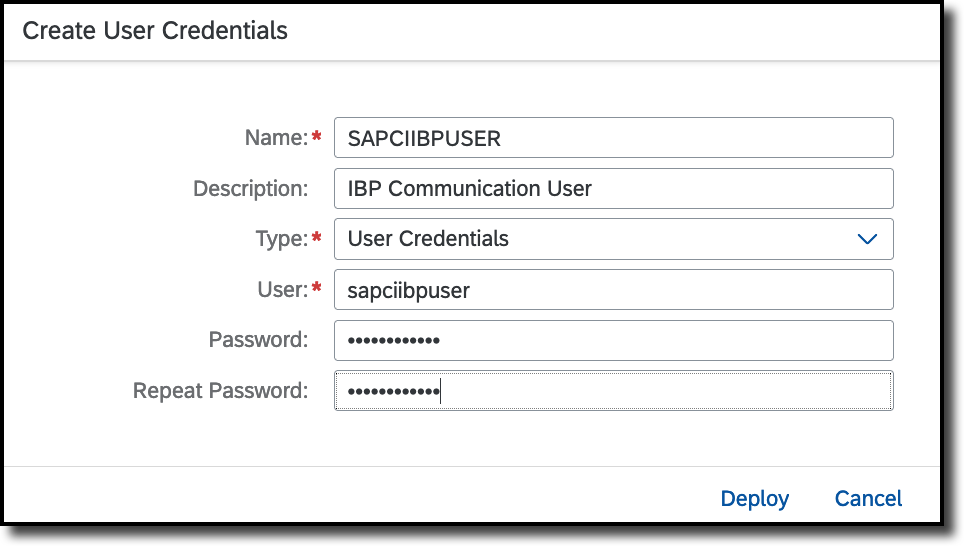 Create User Credentials
Name:* SAPCIIBPUSER
Description: IBP Communication User
Type:* User Credentials
User:* sapciibpuser
Password: ••••••••••••
Repeat Password: ••••••••••••
Deploy Cancel